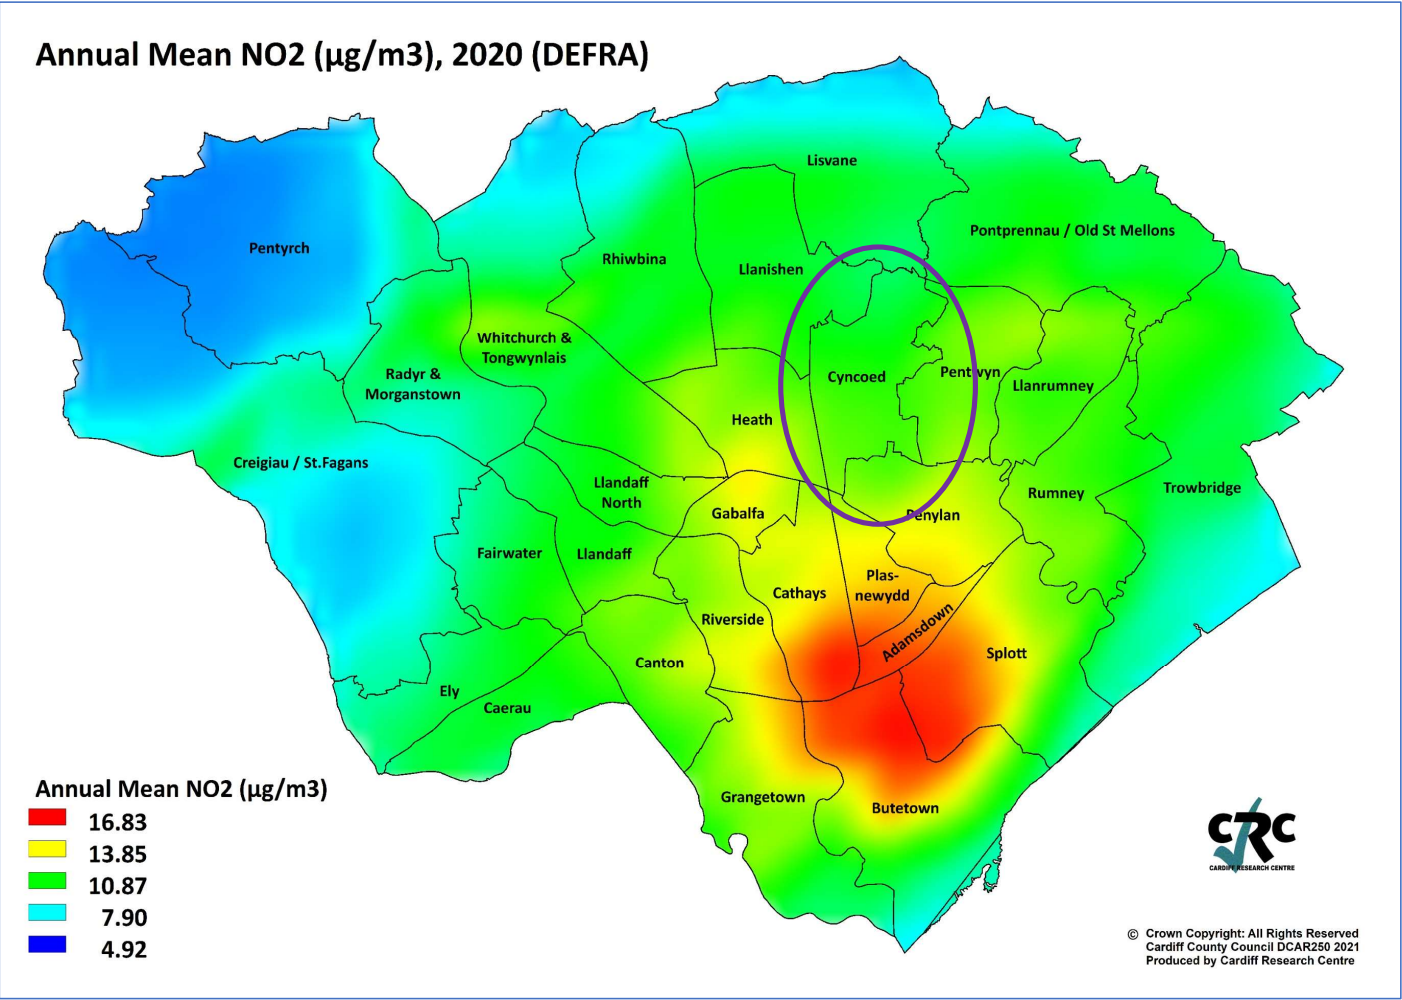 Annual Mean NO2 (µg/m3), 2020 (DEFRA)
Lisvane
Pontprennau / Old St Mellons
Pentyrch
Rhiwbina
Llanishen
Whitchurch &
Tongwynlais
Radyr &
Morganstown
Cyncoed
Pentwyn
Llanrumney
Heath
Creigiau / St.Fagans
Llandaff
North
Gabalfa
Penylan
Rumney
Trowbridge
Fairwater
Llandaff
Cathays
Plas-
newydd
Riverside
Adamsdown
Splott
Canton
Ely
Caerau
Grangetown
Butetown
Annual Mean NO2 (µg/m3)
16.83
13.85
10.87
7.90
4.92
CRC
CARDIFF RESEARCH CENTRE
© Crown Copyright: All Rights Reserved
Cardiff County Council DCAR250 2021
Produced by Cardiff Research Centre